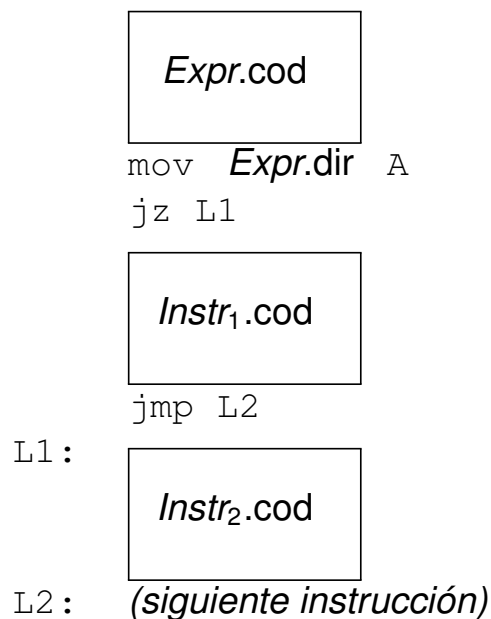 Expr.cod
mov Expr.dir A
jz L1
Instr₁.cod
jmp L2
L1:
Instr₂.cod
L2: (siguiente instrucción)